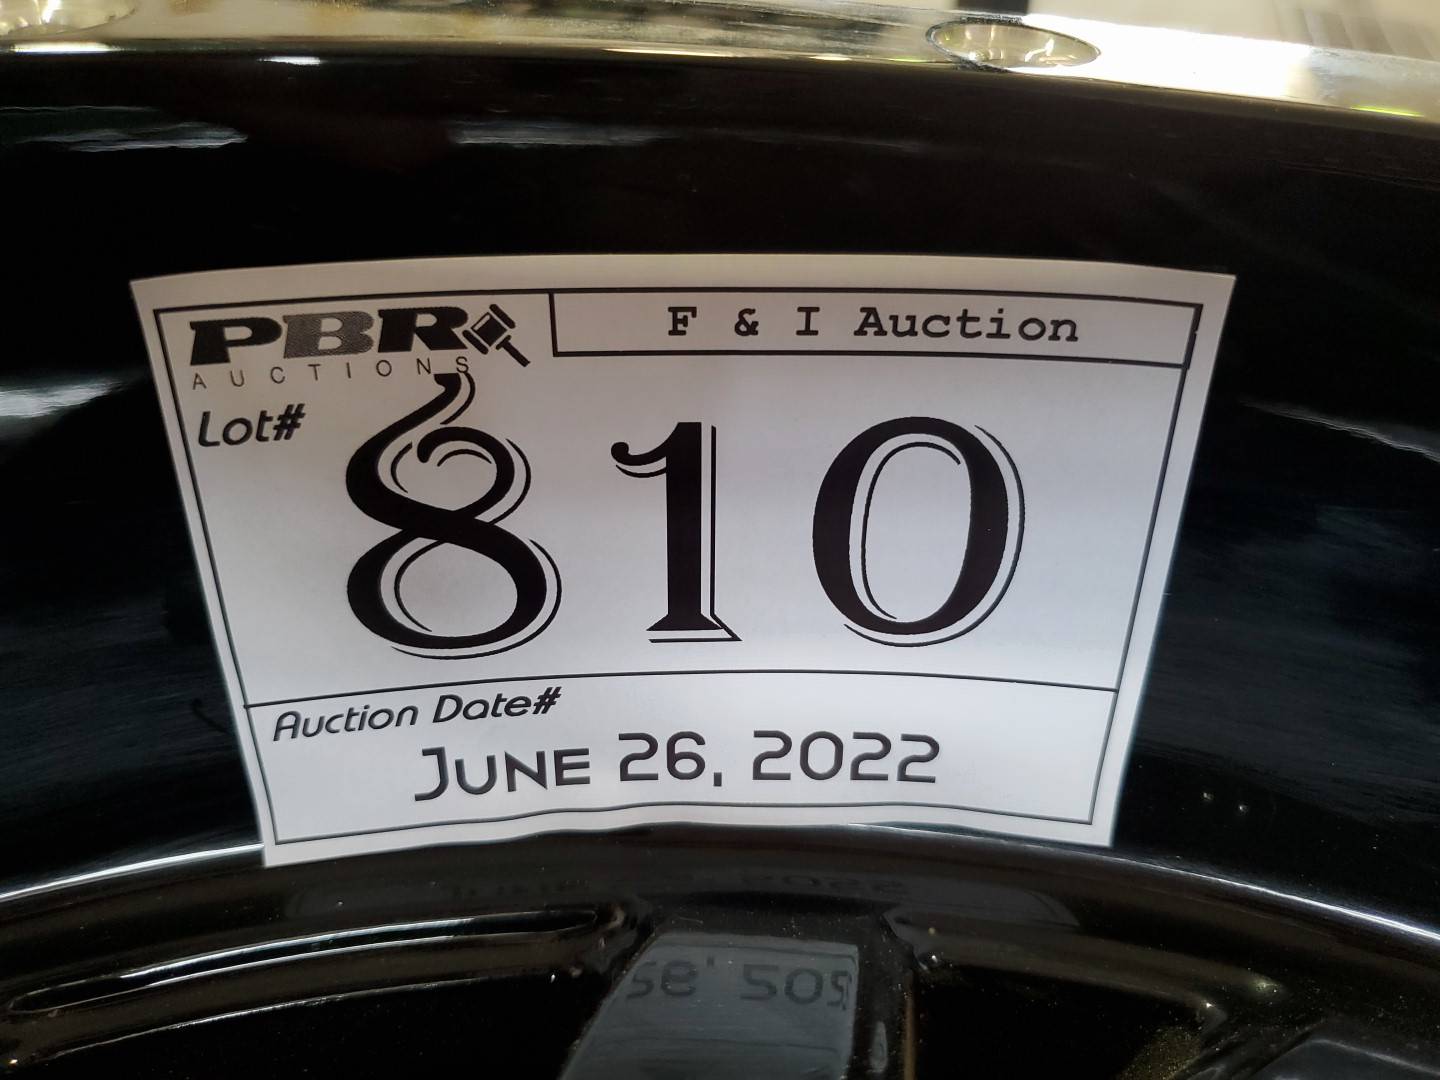 PBR
AUCTIONS
F & I Auction
Lot#
810
Auction Date#
June 26, 2022